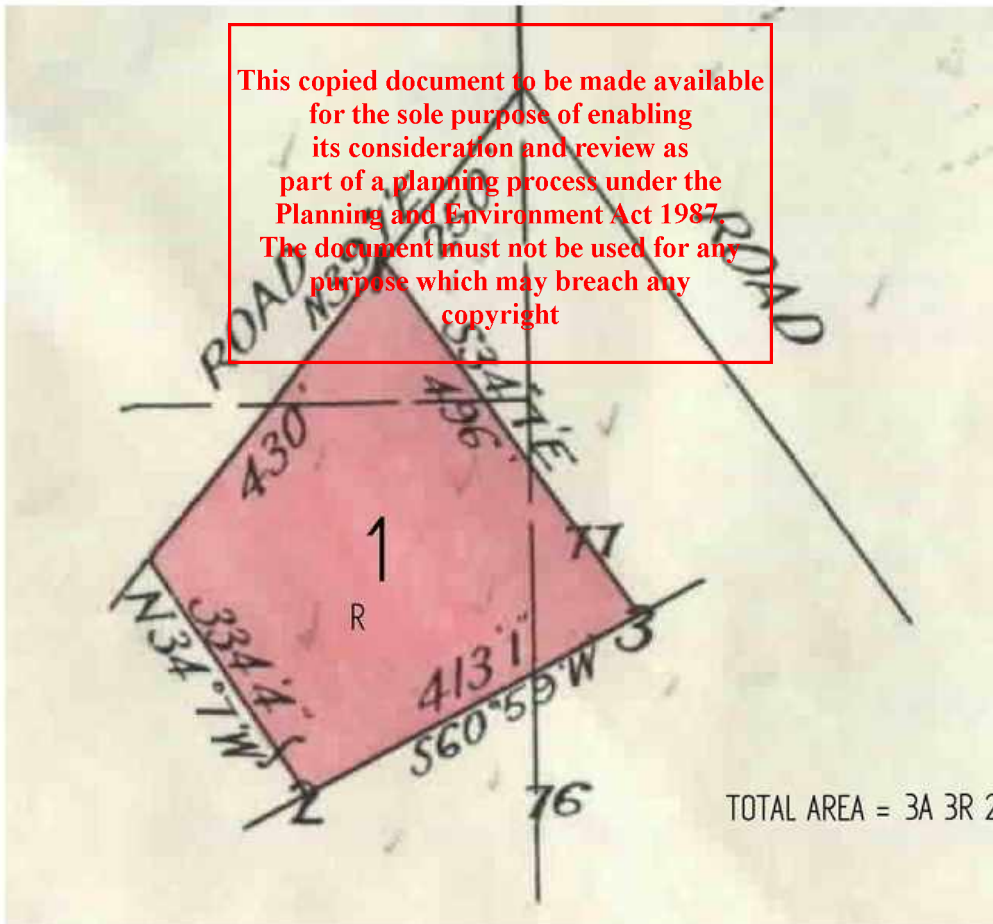 This copied document to be made available
for the sole purpose of enabling
its consideration and review as
part of a planning process under the
Planning and Environment Act 1987.
The document must not be used for any
purpose which may breach any
copyright
ROAD
250'
ROAD
430'
496'
1
R
77
334'4"
N34°7'W
413'1"
S60°59'W
3
2
76
TOTAL AREA = 3A 3R 2